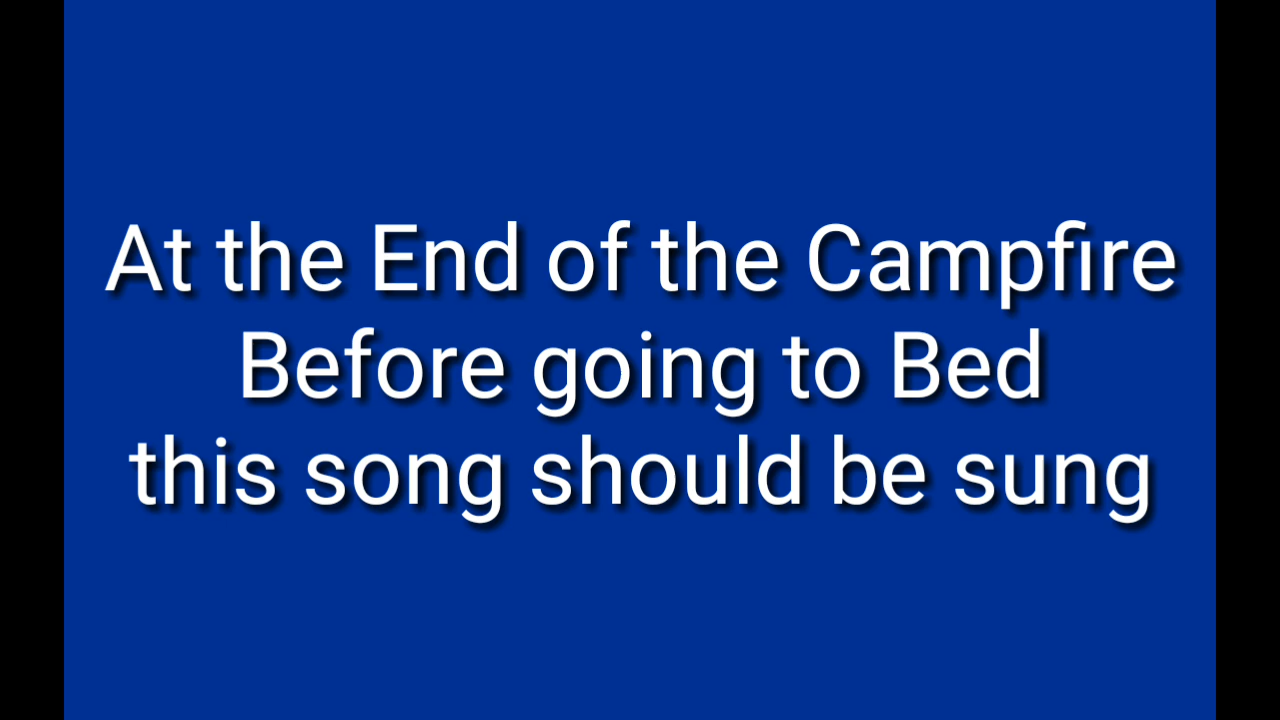 At the End of the Campfire
Before going to Bed
this song should be sung